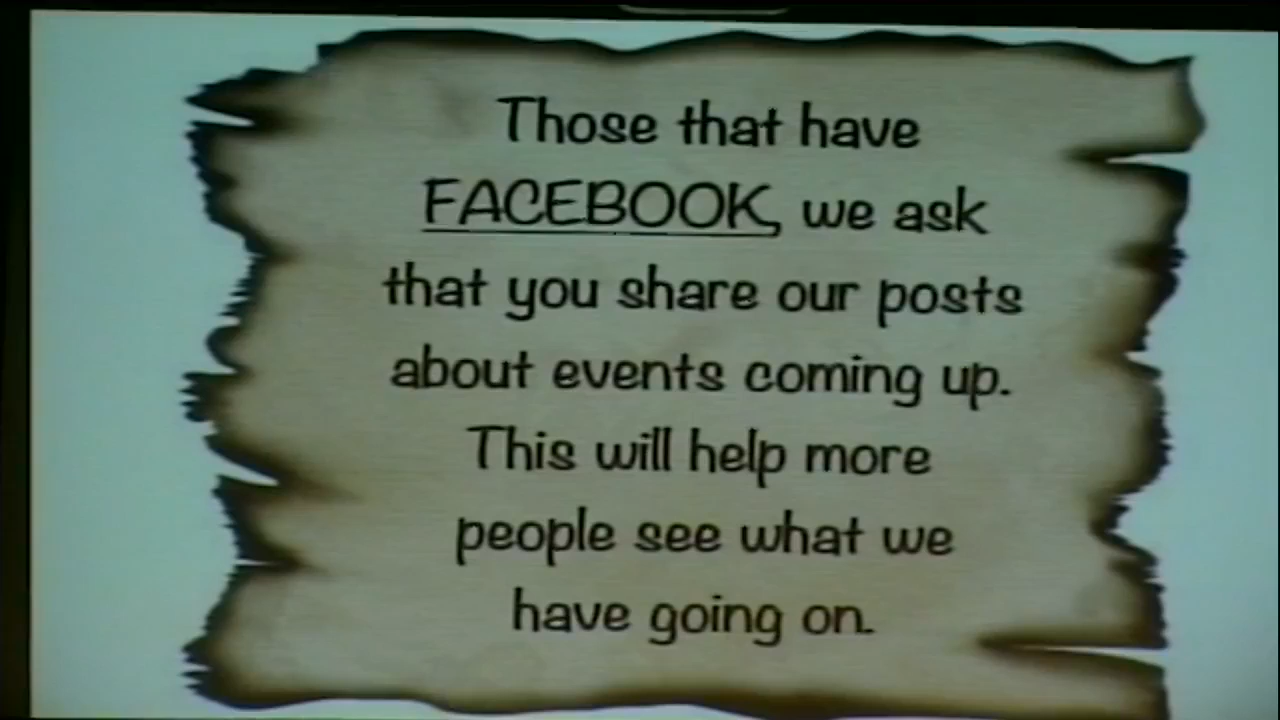 Those that have
FACEBOOK, we ask
that you share our posts
about events coming up.
This will help more
people see what we
have going on.